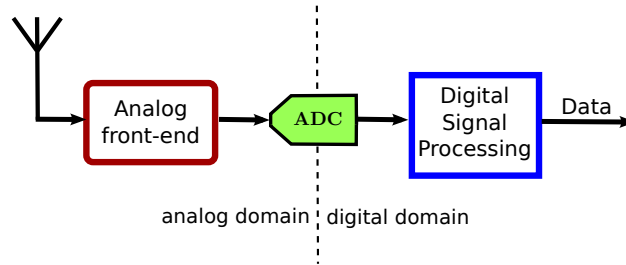 Analog
front-end
ADC
Digital
Signal
Processing
Data
analog domain
digital domain